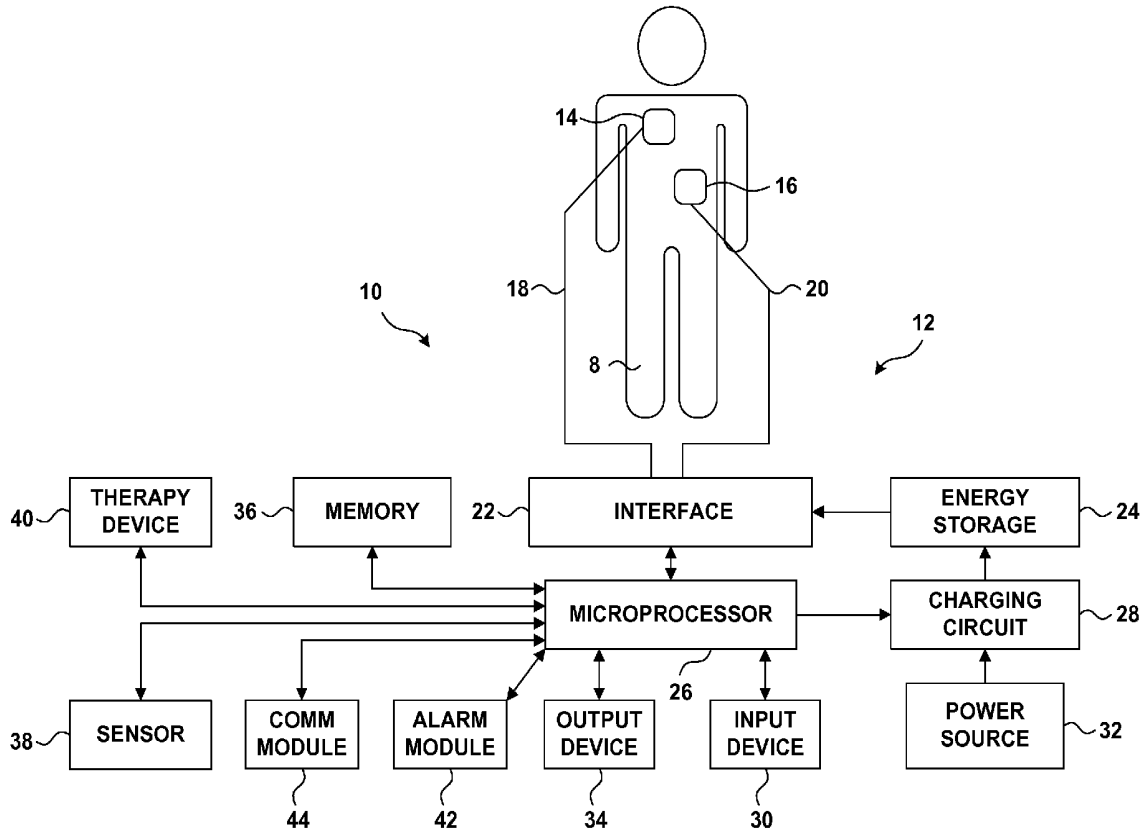 14
16
18
20
10
12
8
THERAPY
DEVICE
40
MEMORY
36
INTERFACE
22
ENERGY
STORAGE
24
MICROPROCESSOR
26
CHARGING
CIRCUIT
28
SENSOR
38
COMM
MODULE
44
ALARM
MODULE
42
OUTPUT
DEVICE
34
INPUT
DEVICE
30
POWER
SOURCE
32